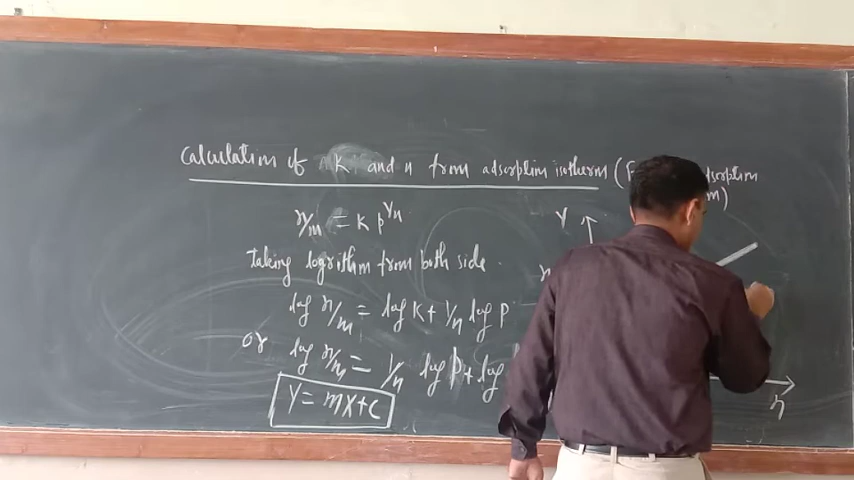 Calculation of K and n from adsorption isotherm (
x/m = K p^1/n
Taking logarithm from both side.
log x/m = log K + 1/n log P
or log x/m = 1/n log P + log
Y = mx+c
Y